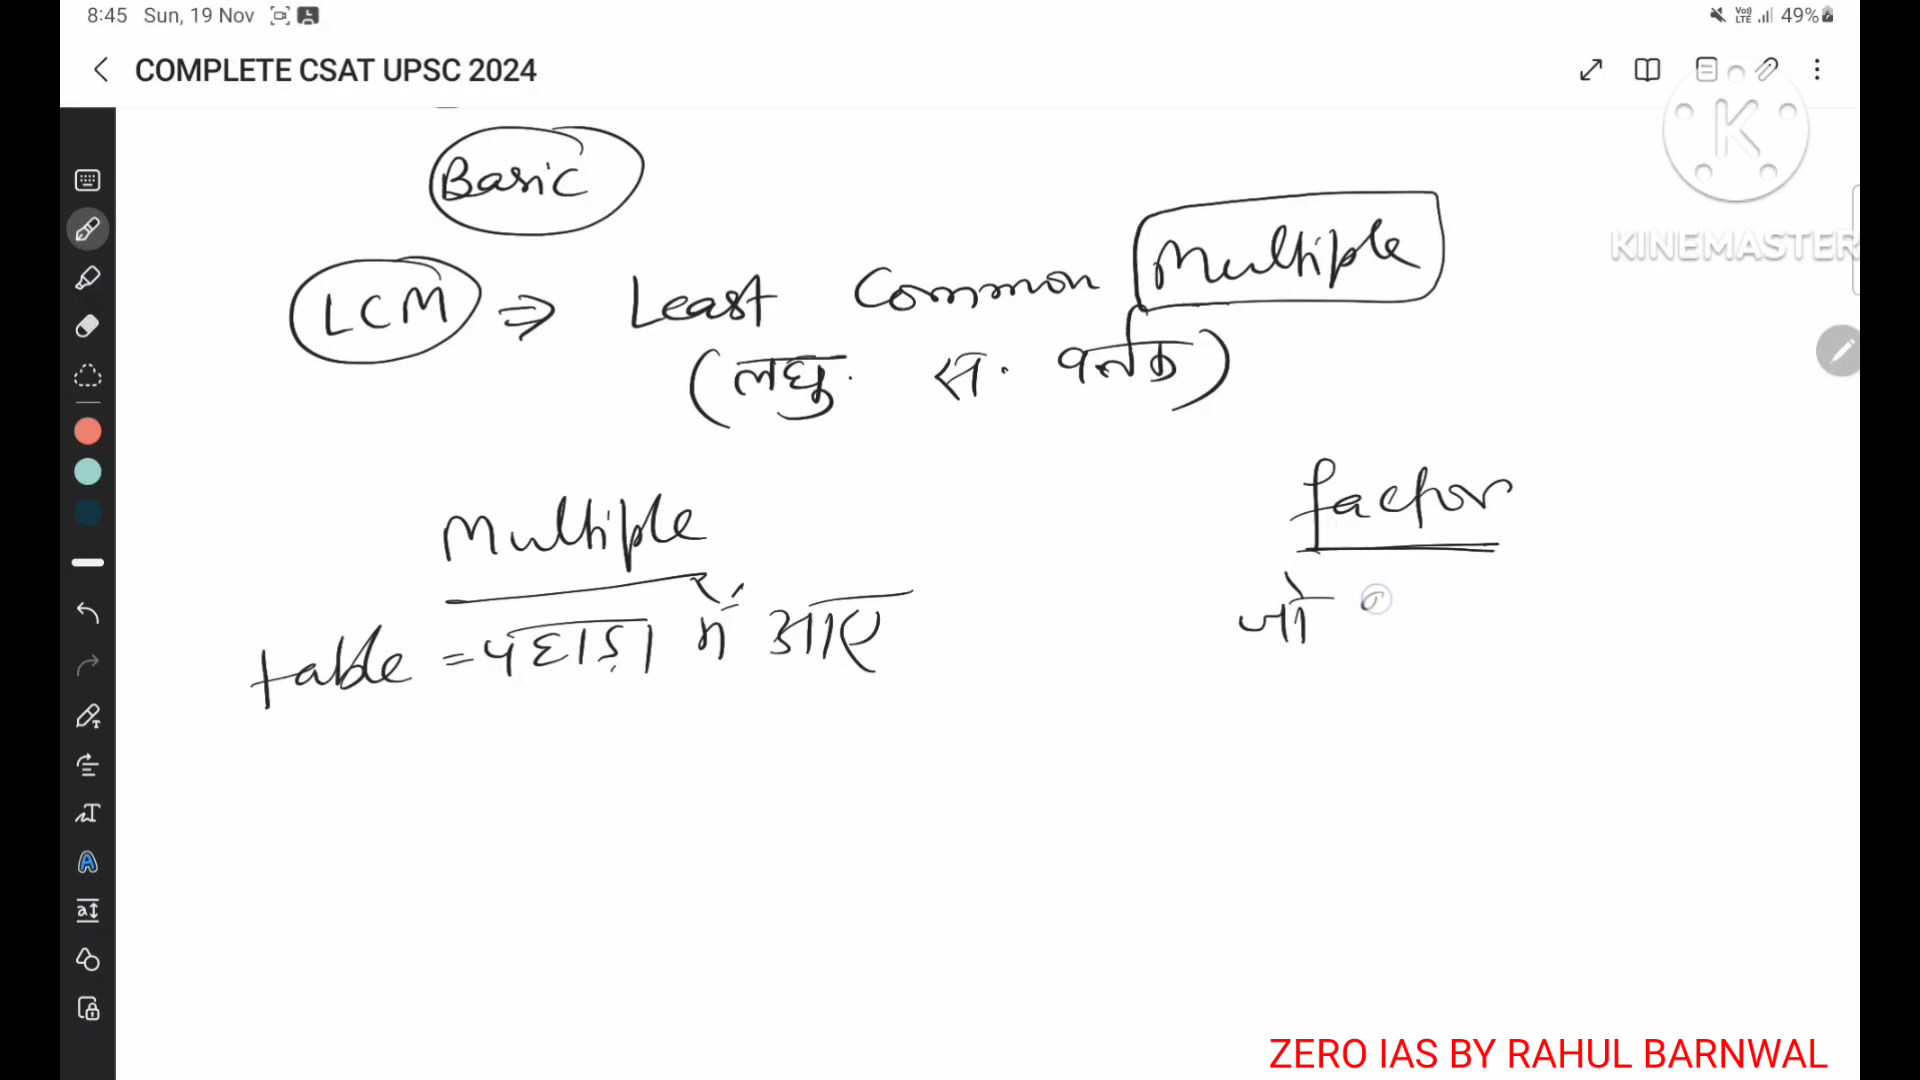 8:45 Sun, 19 Nov 49%
COMPLETE CSAT UPSC 2024
KINEMASTER
Basic
LCM ⇒ Least Common Multiple
(लघु. स. वर्तक)
Multiple
factor
table = पहाड़ा में आए
जो
ZERO IAS BY RAHUL BARNWAL